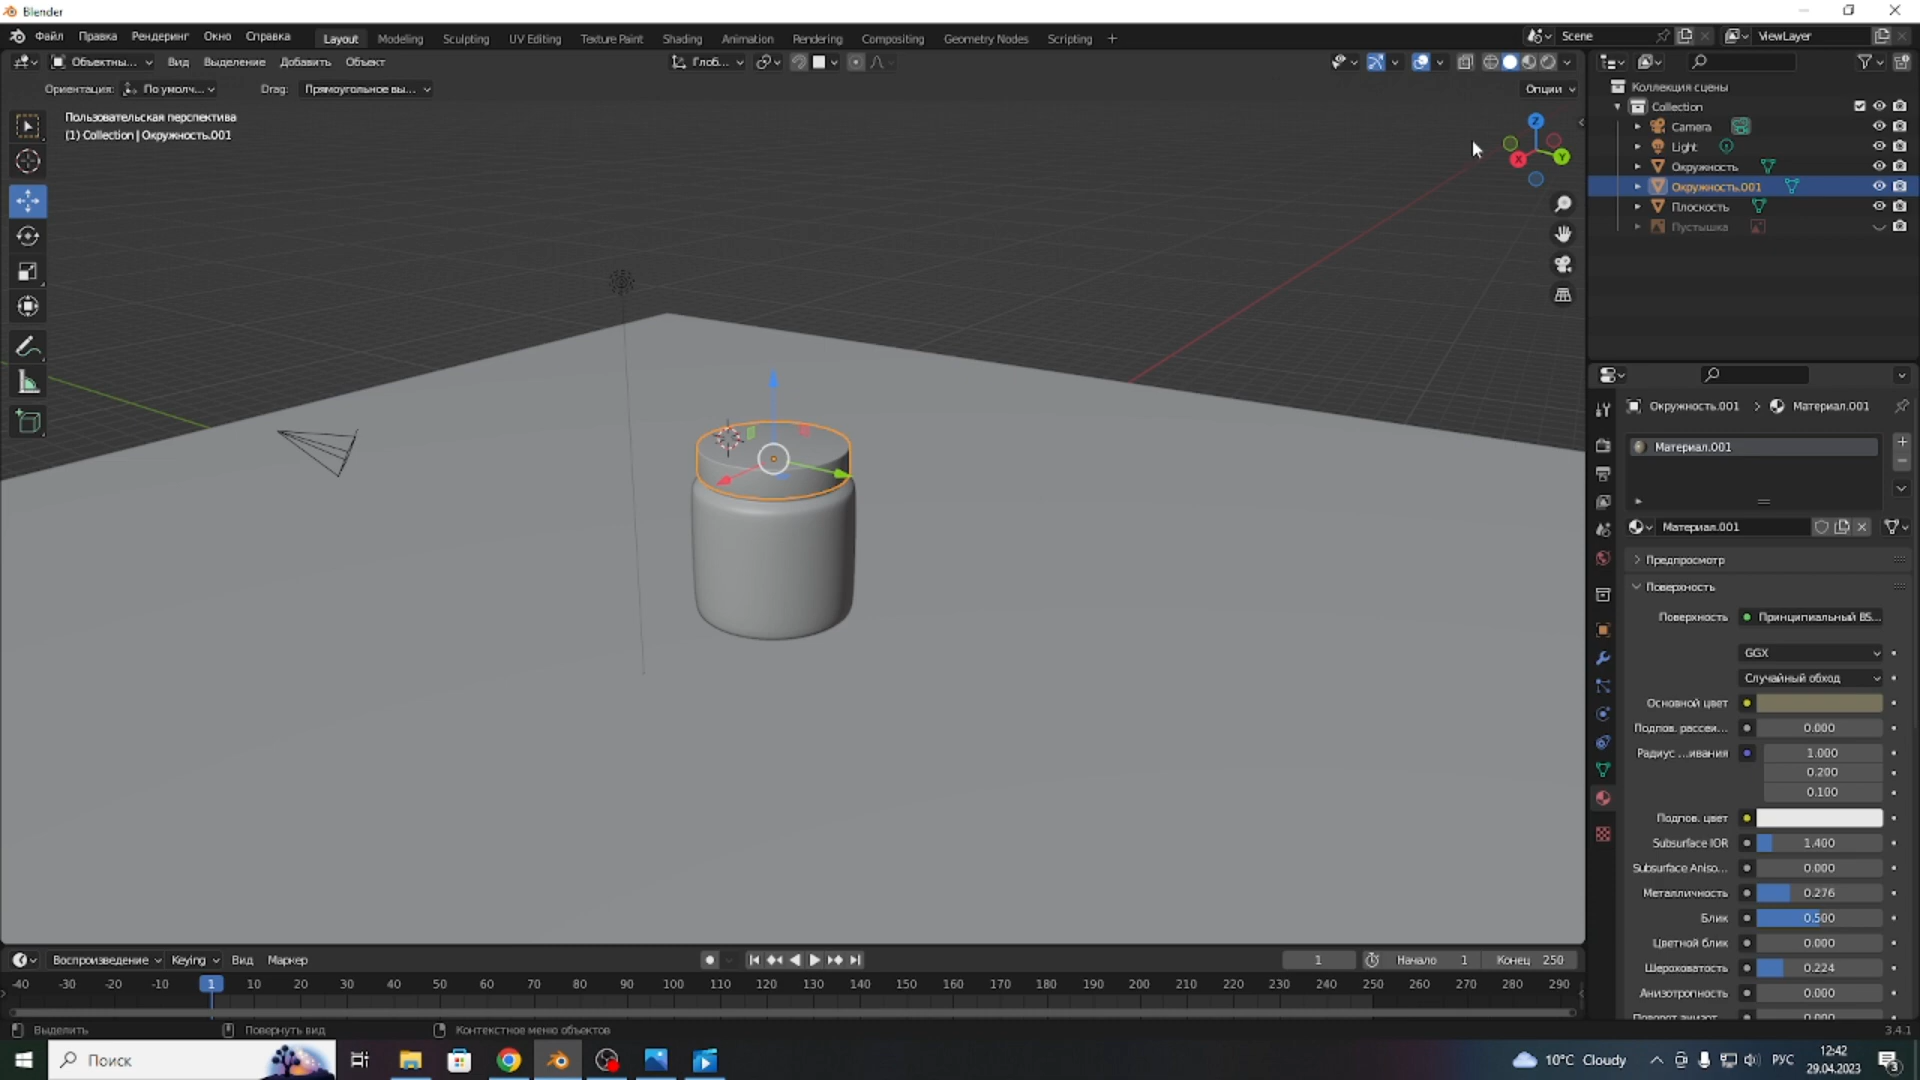 Blender
Файл Правка Рендеринг Окно Справка Layout Modeling Sculpting UV Editing Texture Paint Shading Animation Rendering Compositing Geometry Nodes Scripting + Scene ViewLayer
Объектны... Вид Выделение Добавить Объект Глоб...
Ориентация: По умолч... Drag: Прямоугольное вы... Опции
Пользовательская перспектива
(1) Collection | Окружность.001
Z
X Y
Коллекция сцены
Collection
Camera
Light
Окружность
Окружность.001
Плоскость
Пустышка
Окружность.001 > Материал.001
Материал.001
Материал.001
Предпросмотр
Поверхность
Поверхность Принципиальный BS...
GGX
Случайный обход
Основной цвет
Подпов. рассеи... 0.000
Радиус ...ивания 1.000
0.200
0.100
Подпов. цвет
Subsurface IOR 1.400
Subsurface Aniso... 0.000
Металличность 0.276
Блик 0.500
Цветной блик 0.000
Шероховатость 0.224
Анизотропность 0.000
Поворот анизот... 0.000
Воспроизведение Keying Вид Маркер 1 Начало 1 Конец 250
-40 -30 -20 -10 1 10 20 30 40 50 60 70 80 90 100 110 120 130 140 150 160 170 180 190 200 210 220 230 240 250 260 270 280 290
Выделить Повернуть вид Контекстное меню объектов 3.4.1
Поиск 10°C Cloudy РУС 12:42
29.04.2023 3